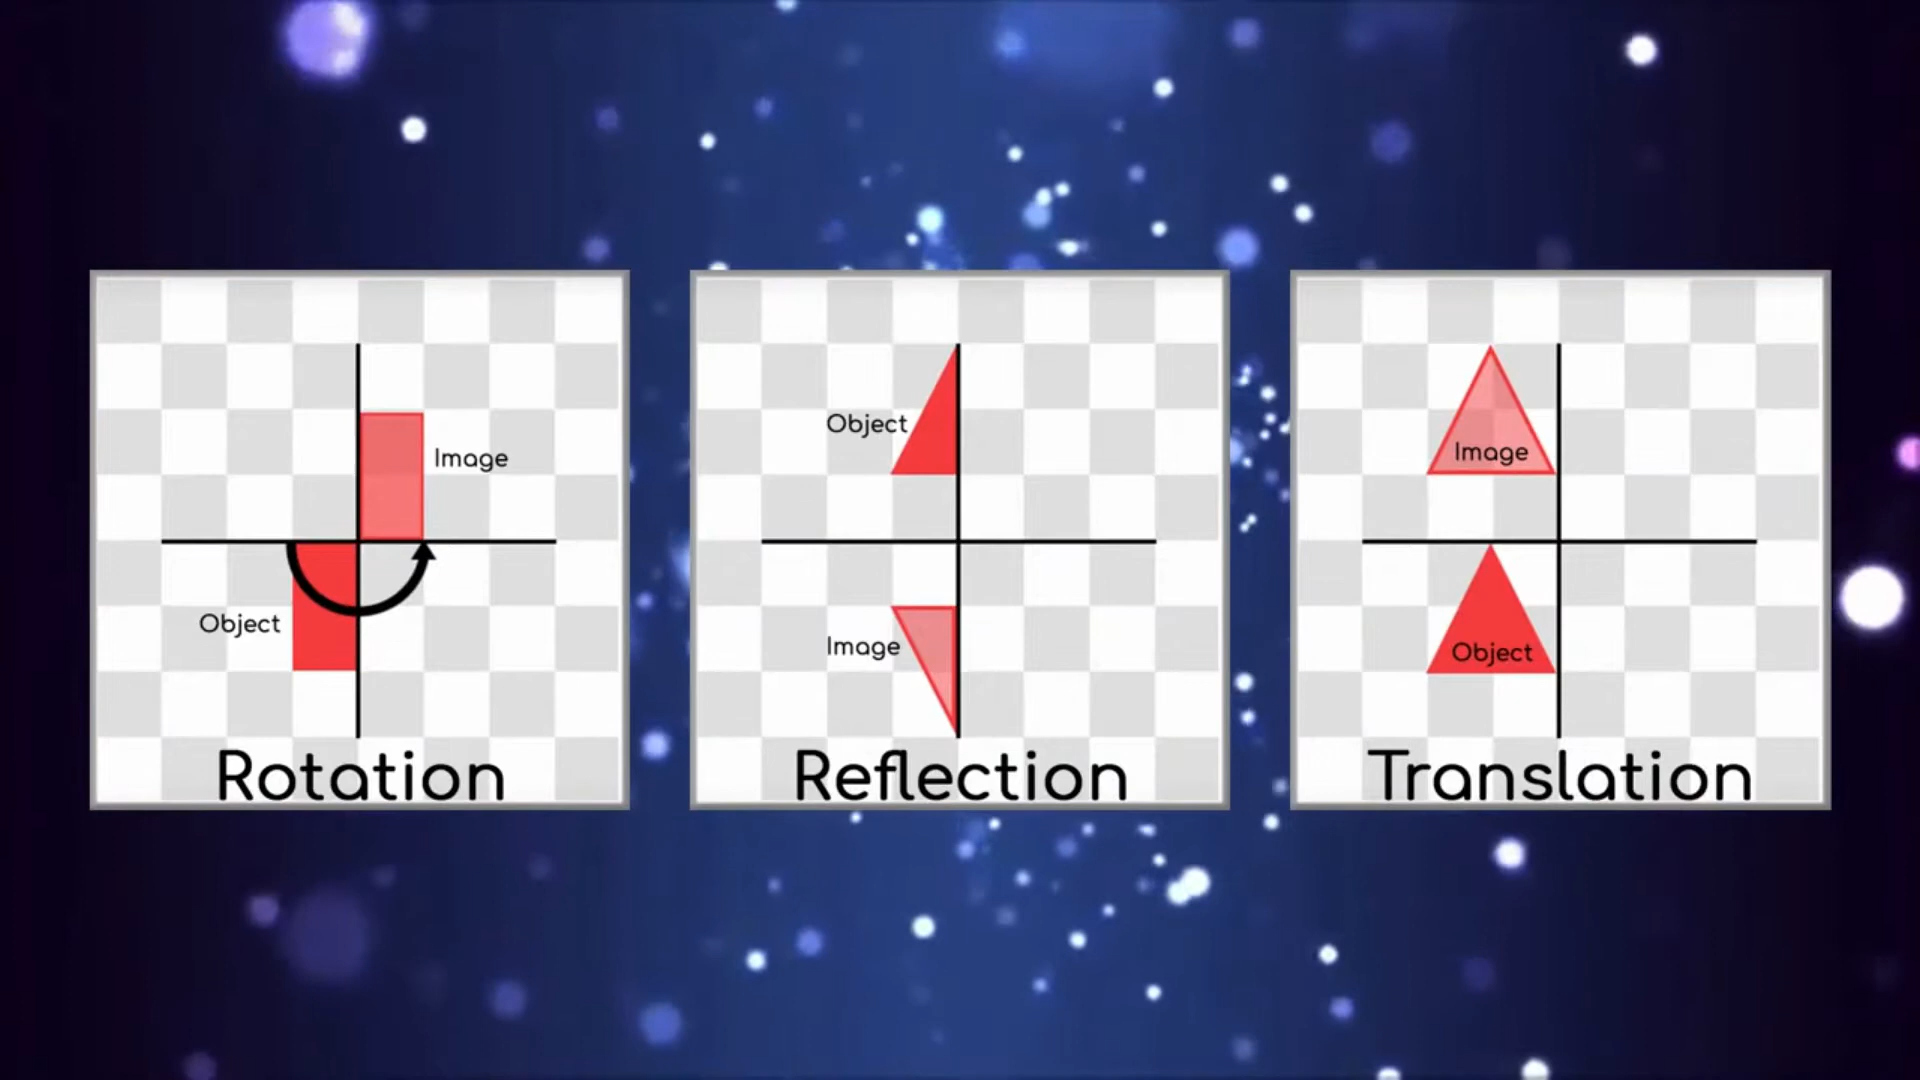 Image
Object
Rotation
Object
Image
Reflection
Image
Object
Translation